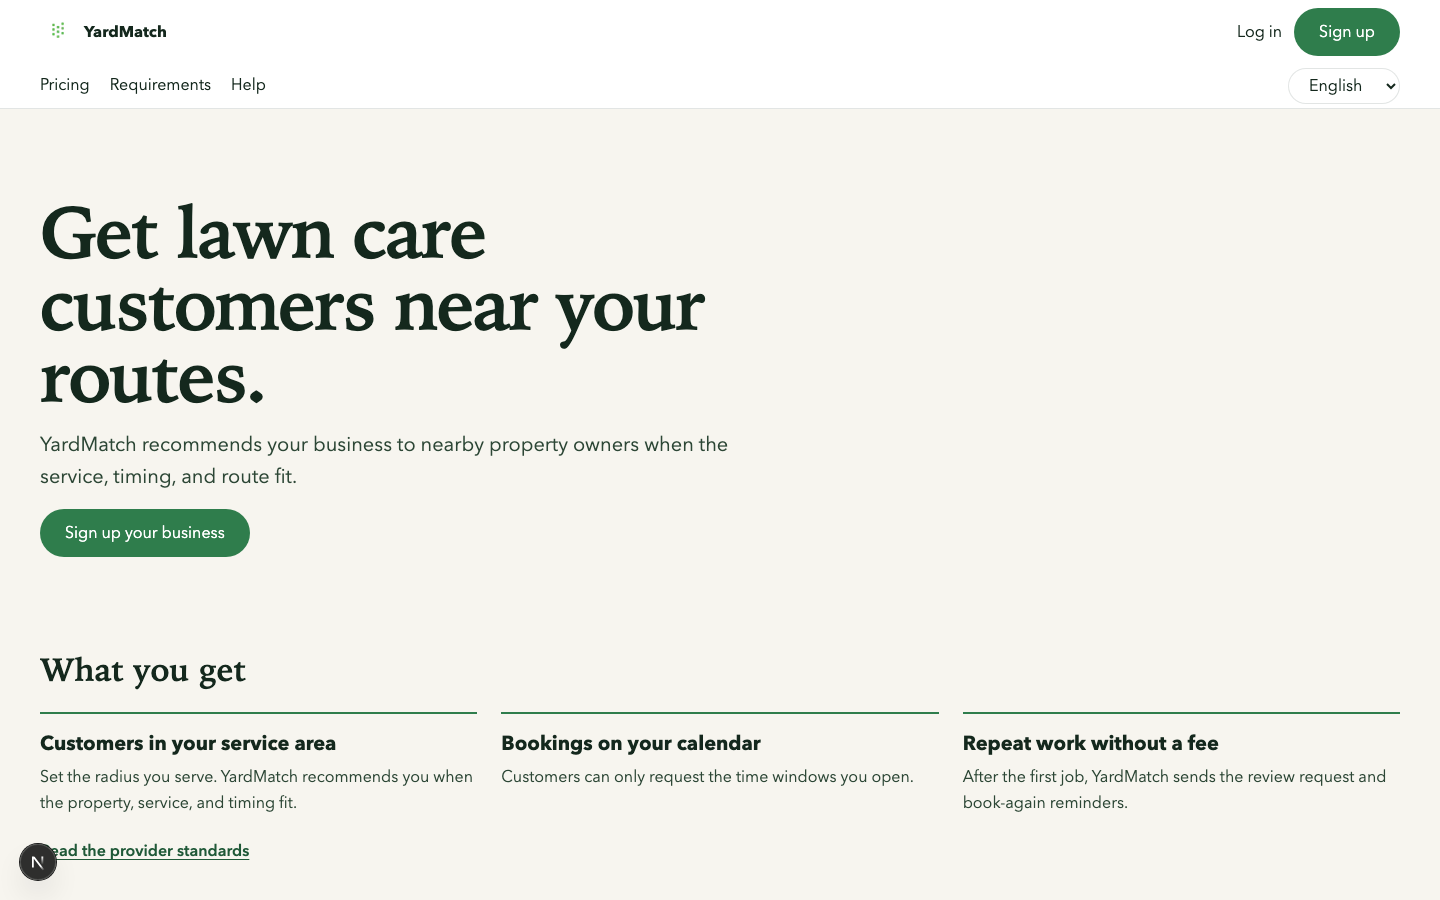 YardMatch
Log in
Sign up
Pricing
Requirements
Help
English
Get lawn care
customers near your
routes.
YardMatch recommends your business to nearby property owners when the
service, timing, and route fit.
Sign up your business
What you get
Customers in your service area
Set the radius you serve. YardMatch recommends you when
the property, service, and timing fit.
Bookings on your calendar
Customers can only request the time windows you open.
Repeat work without a fee
After the first job, YardMatch sends the review request and
book-again reminders.
ead the provider standards
N